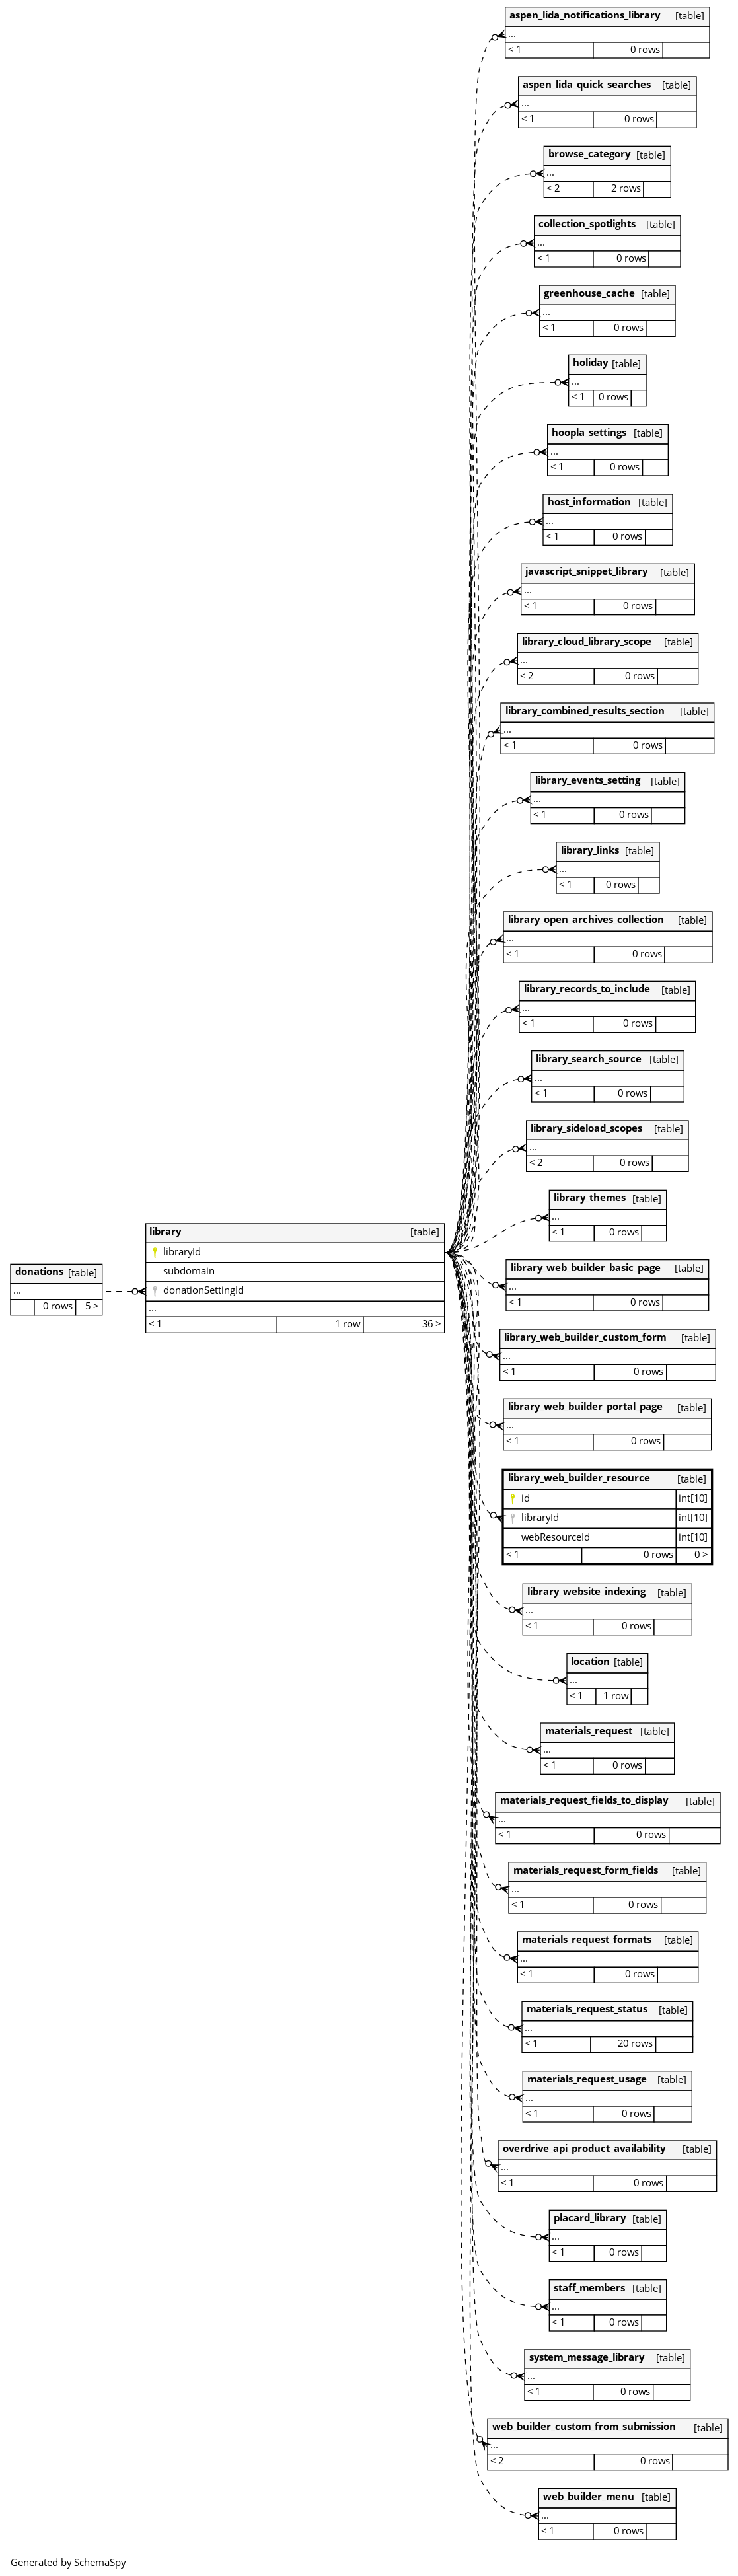 aspen_lida_notifications_library [table]
...
< 1 0 rows
aspen_lida_quick_searches [table]
...
< 1 0 rows
browse_category [table]
...
< 2 2 rows
collection_spotlights [table]
...
< 1 0 rows
greenhouse_cache [table]
...
< 1 0 rows
holiday [table]
...
< 1 0 rows
hoopla_settings [table]
...
< 1 0 rows
host_information [table]
...
< 1 0 rows
javascript_snippet_library [table]
...
< 1 0 rows
library_cloud_library_scope [table]
...
< 2 0 rows
library_combined_results_section [table]
...
< 1 0 rows
library_events_setting [table]
...
< 1 0 rows
library_links [table]
...
< 1 0 rows
library_open_archives_collection [table]
...
< 1 0 rows
library_records_to_include [table]
...
< 1 0 rows
library_search_source [table]
...
< 1 0 rows
library_sideload_scopes [table]
...
< 2 0 rows
library_themes [table]
...
< 1 0 rows
library [table]
libraryId
subdomain
donationSettingId
...
< 1 1 row 36 >
donations [table]
...
0 rows 5 >
library_web_builder_basic_page [table]
...
< 1 0 rows
library_web_builder_custom_form [table]
...
< 1 0 rows
library_web_builder_portal_page [table]
...
< 1 0 rows
library_web_builder_resource [table]
id int[10]
libraryId int[10]
webResourceId int[10]
< 1 0 rows 0 >
library_website_indexing [table]
...
< 1 0 rows
location [table]
...
< 1 1 row
materials_request [table]
...
< 1 0 rows
materials_request_fields_to_display [table]
...
< 1 0 rows
materials_request_form_fields [table]
...
< 1 0 rows
materials_request_formats [table]
...
< 1 0 rows
materials_request_status [table]
...
< 1 20 rows
materials_request_usage [table]
...
< 1 0 rows
overdrive_api_product_availability [table]
...
< 1 0 rows
placard_library [table]
...
< 1 0 rows
staff_members [table]
...
< 1 0 rows
system_message_library [table]
...
< 1 0 rows
web_builder_custom_from_submission [table]
...
< 2 0 rows
web_builder_menu [table]
...
< 1 0 rows
Generated by SchemaSpy